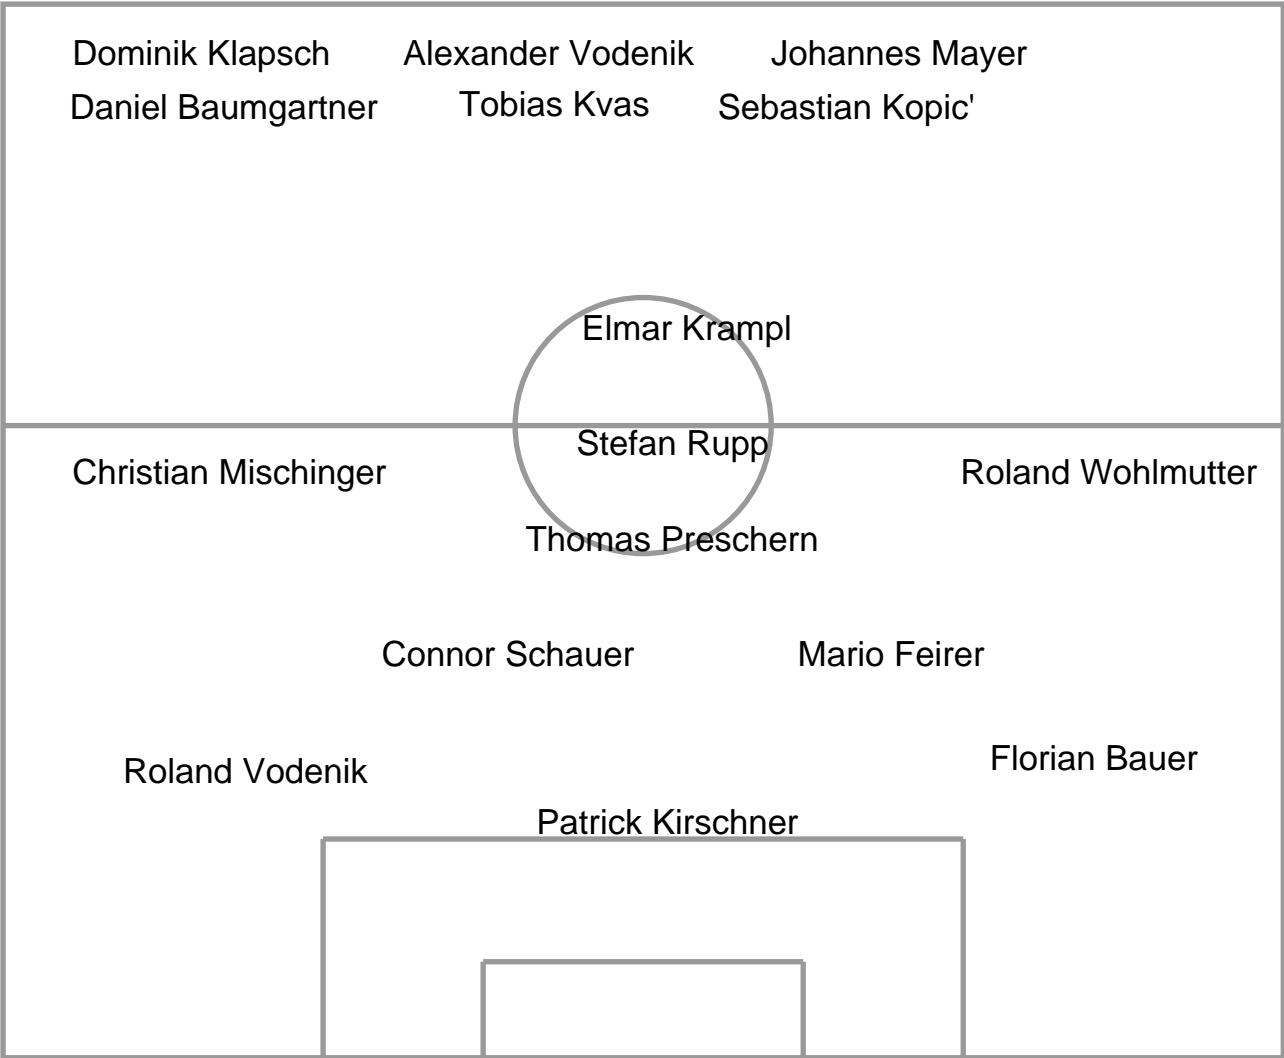 Dominik Klapsch
Alexander Vodenik
Johannes Mayer
Daniel Baumgartner
Tobias Kvas
Sebastian Kopic'
Elmar Krampl
Stefan Rupp
Christian Mischinger
Roland Wohlmutter
Thomas Preschern
Connor Schauer
Mario Feirer
Roland Vodenik
Florian Bauer
Patrick Kirschner